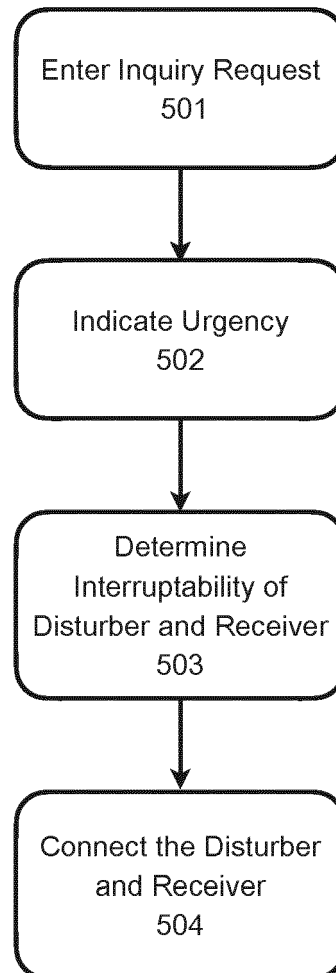 Enter Inquiry Request
501
Indicate Urgency
502
Determine
Interruptability of
Disturber and Receiver
503
Connect the Disturber
and Receiver
504